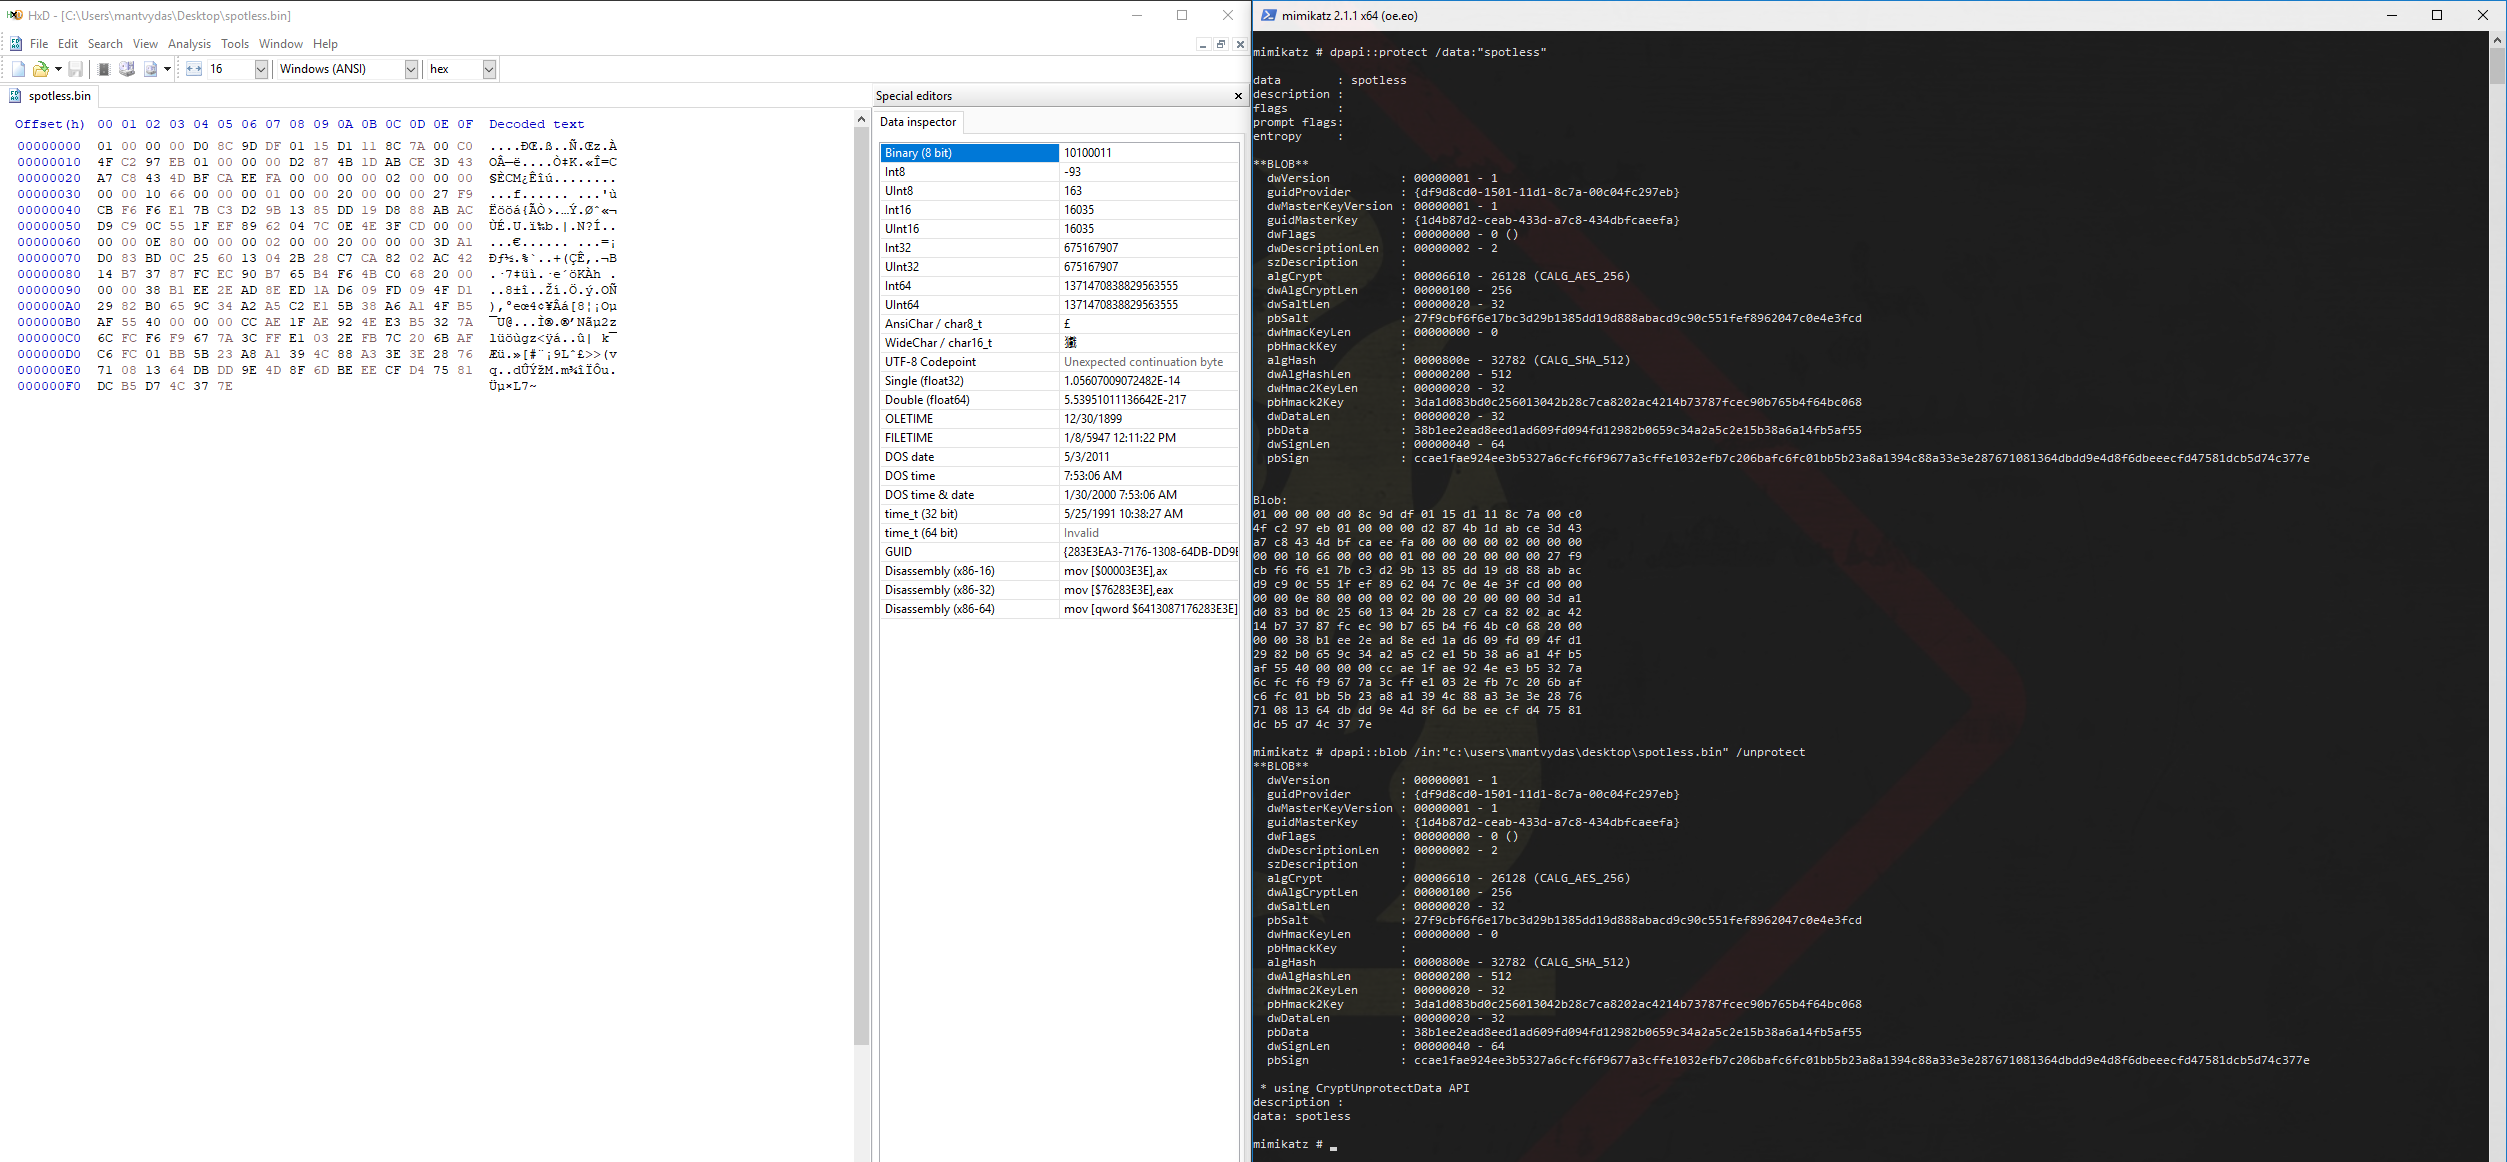 HxD - [C:\Users\mantvydas\Desktop\spotless.bin]
File Edit Search View Analysis Tools Window Help
16 Windows (ANSI) hex
spotless.bin
Offset(h) 00 01 02 03 04 05 06 07 08 09 0A 0B 0C 0D 0E 0F Decoded text
00000000 01 00 00 00 D0 8C 9D DF 01 15 D1 11 8C 7A 00 C0 ....ÐŒ.ß..Ñ.Œz.À
00000010 4F C2 97 EB 01 00 00 00 D2 87 4B 1D AB CE 3D 43 OÂ—ë....Ò‡K.«Î=C
00000020 A7 C8 43 4D BF CA EE FA 00 00 00 00 02 00 00 00 §ÈCM¿Êîú........
00000030 00 00 10 66 00 00 00 01 00 00 20 00 00 00 27 F9 ...f...... ...'ù
00000040 CB F6 F6 E1 7B C3 D2 9B 13 85 DD 19 D8 88 AB AC Ëööá{ÃÒ›.…Ý.؈«¬
00000050 D9 C9 0C 55 1F EF 89 62 04 7C 0E 4E 3F CD 00 00 ÙÉ.U.ï‰b.|.N?Í..
00000060 00 00 0E 80 00 00 00 02 00 00 20 00 00 00 3D A1 ...€...... ...=¡
00000070 D0 83 BD 0C 25 60 13 04 2B 28 C7 CA 82 02 AC 42 Ѓ½.%`..+(ÇÊ‚.¬B
00000080 14 B7 37 87 FC EC 90 B7 65 B4 F6 4B C0 68 20 00 .·7‡üì.·e´öKÀh .
00000090 00 00 38 B1 EE 2E AD 8E ED 1A D6 09 FD 09 4F D1 ..8±î..Ží.Ö.ý.OÑ
000000A0 29 82 B0 65 9C 34 A2 A5 C2 E1 5B 38 A6 A1 4F B5 )‚°eœ4¢¥Âá[8¦¡Oµ
000000B0 AF 55 40 00 00 00 CC AE 1F AE 92 4E E3 B5 32 7A ¯U@...Ì®.®’Nãµ2z
000000C0 6C FC F6 F9 67 7A 3C FF E1 03 2E FB 7C 20 6B AF lüöùgz<ÿá..û| k¯
000000D0 C6 FC 01 BB 5B 23 A8 A1 39 4C 88 A3 3E 3E 28 76 Æü.»[#¨¡9Lˆ£>>(v
000000E0 71 08 13 64 DB DD 9E 4D 8F 6D BE EE CF D4 75 81 q..dÛÝžM.m¾îÏÔu.
000000F0 DC B5 D7 4C 37 7E Üµ×L7~
Special editors
Data inspector
Binary (8 bit) 10100011
Int8 -93
UInt8 163
Int16 16035
UInt16 16035
Int32 675167907
UInt32 675167907
Int64 1371470838829563555
UInt64 1371470838829563555
AnsiChar / char8_t £
WideChar / char16_t
UTF-8 Codepoint Unexpected continuation byte
Single (float32) 1.05607009072482E-14
Double (float64) 5.53951011136642E-217
OLETIME 12/30/1899
FILETIME 1/8/5947 12:11:22 PM
DOS date 5/3/2011
DOS time 7:53:06 AM
DOS time & date 1/30/2000 7:53:06 AM
time_t (32 bit) 5/25/1991 10:38:27 AM
time_t (64 bit) Invalid
GUID {283E3EA3-7176-1308-64DB-DD9E
Disassembly (x86-16) mov [$00003E3E],ax
Disassembly (x86-32) mov [$76283E3E],eax
Disassembly (x86-64) mov [qword $6413087176283E3E]
mimikatz 2.1.1 x64 (oe.eo)
mimikatz # dpapi::protect /data:"spotless"
data : spotless
description :
flags :
prompt flags:
entropy :
**BLOB**
dwVersion : 00000001 - 1
guidProvider : {df9d8cd0-1501-11d1-8c7a-00c04fc297eb}
dwMasterKeyVersion : 00000001 - 1
guidMasterKey : {1d4b87d2-ceab-433d-a7c8-434dbfcaeefa}
dwFlags : 00000000 - 0 ()
dwDescriptionLen : 00000002 - 2
szDescription :
algCrypt : 00006610 - 26128 (CALG_AES_256)
dwAlgCryptLen : 00000100 - 256
dwSaltLen : 00000020 - 32
pbSalt : 27f9cbf6f6e17bc3d29b1385dd19d888abacd9c90c551fef8962047c0e4e3fcd
dwHmacKeyLen : 00000000 - 0
pbHmackKey :
algHash : 0000800e - 32782 (CALG_SHA_512)
dwAlgHashLen : 00000200 - 512
dwHmac2KeyLen : 00000020 - 32
pbHmack2Key : 3da1d083bd0c256013042b28c7ca8202ac4214b73787fcec90b765b4f64bc068
dwDataLen : 00000020 - 32
pbData : 38b1ee2ead8eed1ad609fd094fd12982b0659c34a2a5c2e15b38a6a14fb5af55
dwSignLen : 00000040 - 64
pbSign : ccae1fae924ee3b5327a6cfcf6f9677a3cffe1032efb7c206bafc6fc01bb5b23a8a1394c88a33e3e287671081364dbdd9e4d8f6dbeeecfd47581dcb5d74c377e
Blob:
01 00 00 00 d0 8c 9d df 01 15 d1 11 8c 7a 00 c0
4f c2 97 eb 01 00 00 00 d2 87 4b 1d ab ce 3d 43
a7 c8 43 4d bf ca ee fa 00 00 00 00 02 00 00 00
00 00 10 66 00 00 00 01 00 00 20 00 00 00 27 f9
cb f6 f6 e1 7b c3 d2 9b 13 85 dd 19 d8 88 ab ac
d9 c9 0c 55 1f ef 89 62 04 7c 0e 4e 3f cd 00 00
00 00 0e 80 00 00 00 02 00 00 20 00 00 00 3d a1
d0 83 bd 0c 25 60 13 04 2b 28 c7 ca 82 02 ac 42
14 b7 37 87 fc ec 90 b7 65 b4 f6 4b c0 68 20 00
00 00 38 b1 ee 2e ad 8e ed 1a d6 09 fd 09 4f d1
29 82 b0 65 9c 34 a2 a5 c2 e1 5b 38 a6 a1 4f b5
af 55 40 00 00 00 cc ae 1f ae 92 4e e3 b5 32 7a
6c fc f6 f9 67 7a 3c ff e1 03 2e fb 7c 20 6b af
c6 fc 01 bb 5b 23 a8 a1 39 4c 88 a3 3e 3e 28 76
71 08 13 64 db dd 9e 4d 8f 6d be ee cf d4 75 81
dc b5 d7 4c 37 7e
mimikatz # dpapi::blob /in:"c:\users\mantvydas\desktop\spotless.bin" /unprotect
**BLOB**
dwVersion : 00000001 - 1
guidProvider : {df9d8cd0-1501-11d1-8c7a-00c04fc297eb}
dwMasterKeyVersion : 00000001 - 1
guidMasterKey : {1d4b87d2-ceab-433d-a7c8-434dbfcaeefa}
dwFlags : 00000000 - 0 ()
dwDescriptionLen : 00000002 - 2
szDescription :
algCrypt : 00006610 - 26128 (CALG_AES_256)
dwAlgCryptLen : 00000100 - 256
dwSaltLen : 00000020 - 32
pbSalt : 27f9cbf6f6e17bc3d29b1385dd19d888abacd9c90c551fef8962047c0e4e3fcd
dwHmacKeyLen : 00000000 - 0
pbHmackKey :
algHash : 0000800e - 32782 (CALG_SHA_512)
dwAlgHashLen : 00000200 - 512
dwHmac2KeyLen : 00000020 - 32
pbHmack2Key : 3da1d083bd0c256013042b28c7ca8202ac4214b73787fcec90b765b4f64bc068
dwDataLen : 00000020 - 32
pbData : 38b1ee2ead8eed1ad609fd094fd12982b0659c34a2a5c2e15b38a6a14fb5af55
dwSignLen : 00000040 - 64
pbSign : ccae1fae924ee3b5327a6cfcf6f9677a3cffe1032efb7c206bafc6fc01bb5b23a8a1394c88a33e3e287671081364dbdd9e4d8f6dbeeecfd47581dcb5d74c377e
* using CryptUnprotectData API
description :
data: spotless
mimikatz #